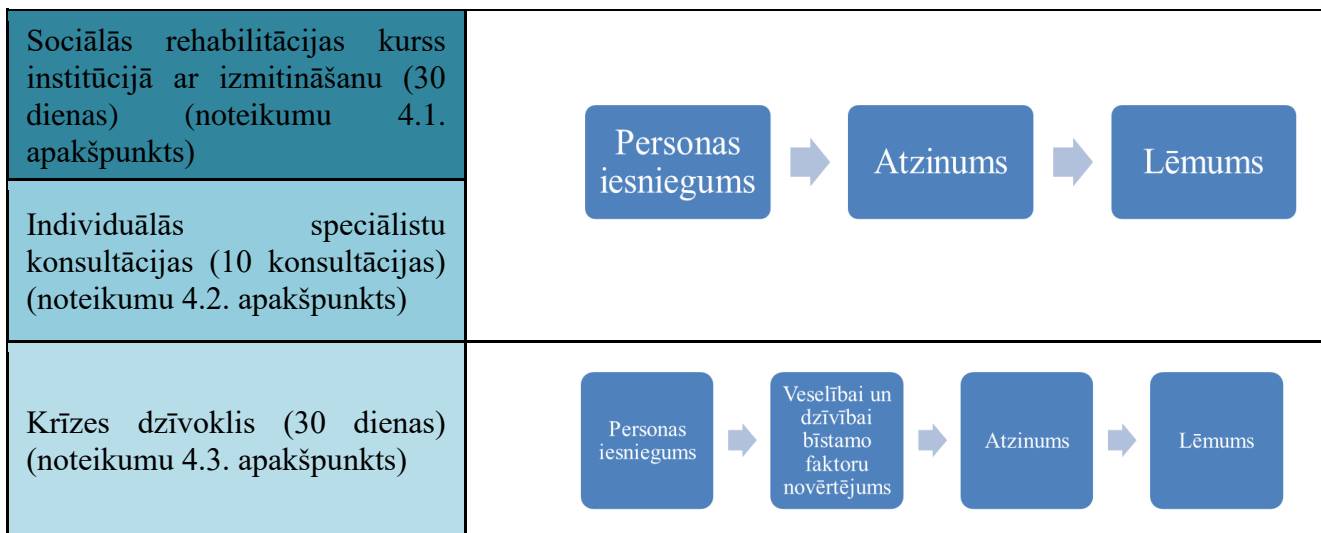 Sociālās rehabilitācijas kurss
institūcijā ar izmitināšanu (30
dienas) (noteikumu 4.1.
apakšpunkts)
Personas
iesniegums
Atzinums
Lēmums
Individuālās speciālistu
konsultācijas (10 konsultācijas)
(noteikumu 4.2. apakšpunkts)
Krīzes dzīvoklis (30 dienas)
(noteikumu 4.3. apakšpunkts)
Personas
iesniegums
Veselībai un
dzīvībai
bīstamo
faktoru
novērtējums
Atzinums
Lēmums